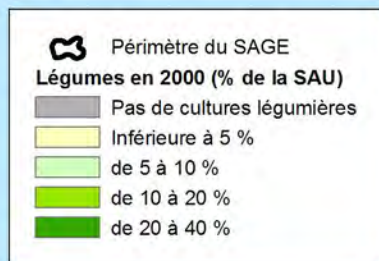 Périmètre du SAGE
Légumes en 2000 (% de la SAU)
Pas de cultures légumières
Inférieure à 5 %
de 5 à 10 %
de 10 à 20 %
de 20 à 40 %